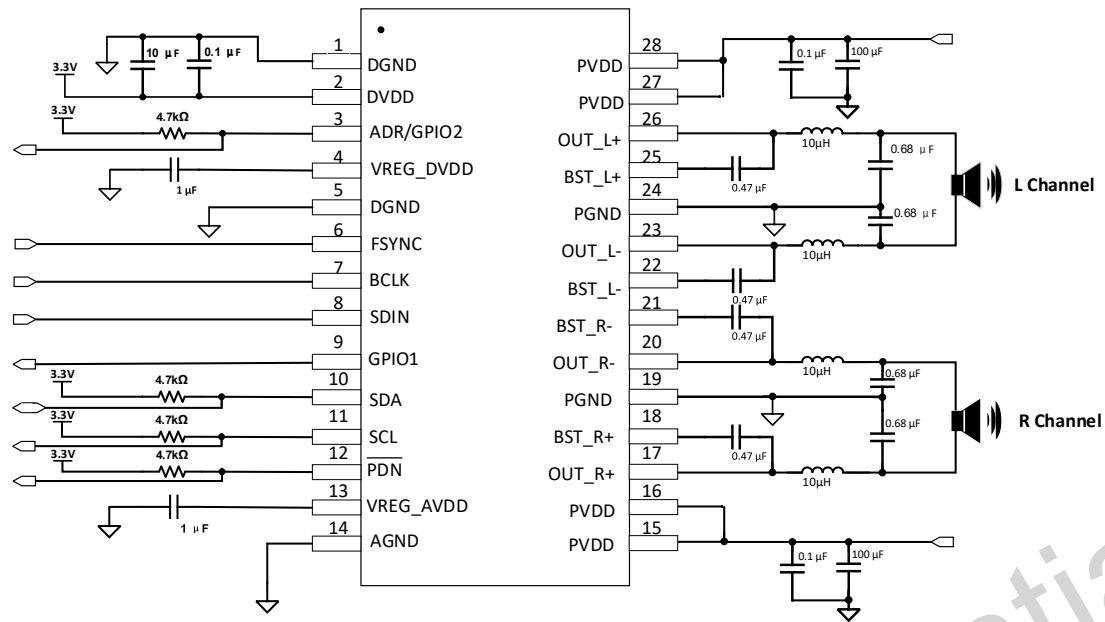 10 μF
0.1 μF
3.3V
1
DGND
2
DVDD
3.3V
4.7kΩ
3
ADR/GPIO2
4
VREG_DVDD
1 μF
5
DGND
6
FSYNC
7
BCLK
8
SDIN
9
GPIO1
3.3V
4.7kΩ
10
SDA
3.3V
4.7kΩ
11
SCL
3.3V
4.7kΩ
12
PDN
13
VREG_AVDD
1 μF
14
AGND
28
PVDD
0.1 μF
100 μF
27
PVDD
26
OUT_L+
10μH
25
BST_L+
0.47 μF
0.68 μF
L Channel
24
PGND
0.68 μF
23
OUT_L-
10μH
22
BST_L-
0.47 μF
21
BST_R-
0.47 μF
20
OUT_R-
10μH
0.68 μF
19
PGND
R Channel
0.68 μF
18
BST_R+
0.47 μF
17
OUT_R+
10μH
16
PVDD
15
PVDD
0.1 μF
100 μF